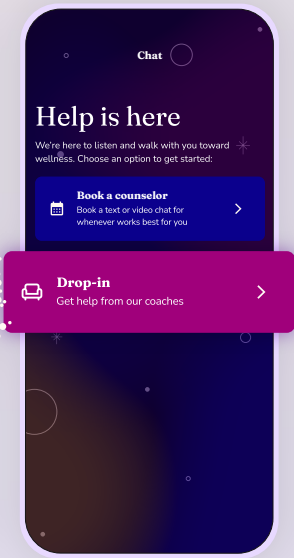 Chat
Help is here
We're here to listen and walk with you toward
wellness. Choose an option to get started:
Book a counselor
Book a text or video chat for
whenever works best for you
Drop-in
Get help from our coaches